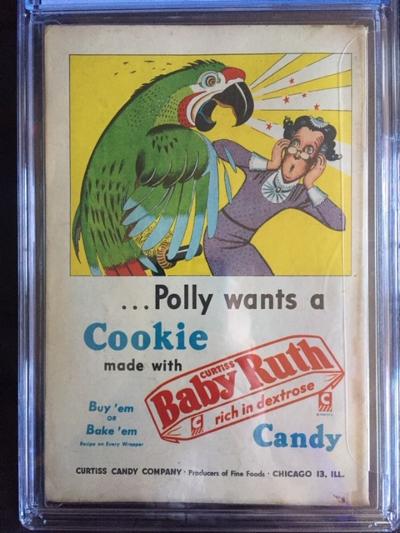 ...Polly wants a
Cookie
made with
CURTISS
Baby Ruth
rich in dextrose
Candy
Buy 'em
OR
Bake 'em
Recipe on Every Wrapper
CURTISS CANDY COMPANY · Producers of Fine Foods · CHICAGO 13, ILL.